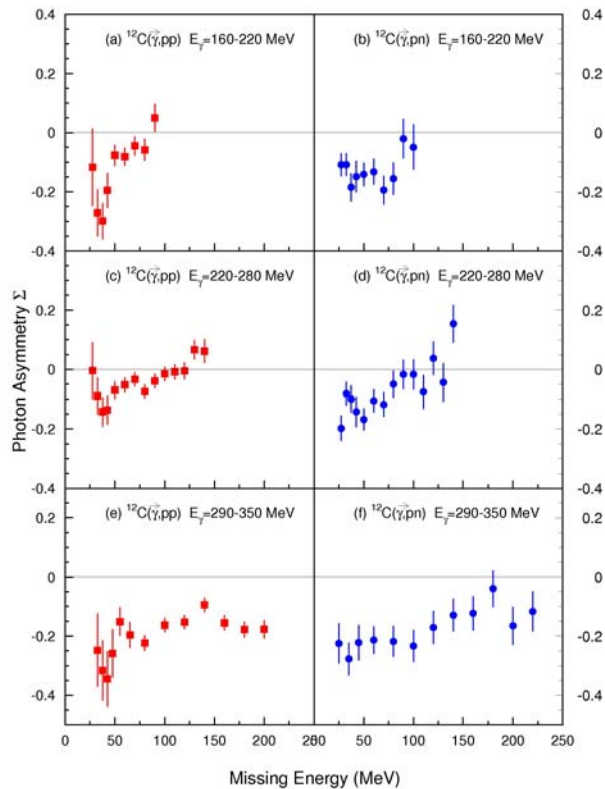 0.4
0.4
(a) ¹²C(γ⃗,pp) Eγ=160-220 MeV
(b) ¹²C(γ⃗,pn) Eγ=160-220 MeV
0.2
0.2
0
0
-0.2
-0.2
-0.4
-0.4
(c) ¹²C(γ⃗,pp) Eγ=220-280 MeV
(d) ¹²C(γ⃗,pn) Eγ=220-280 MeV
0.2
0.2
0
0
-0.2
-0.2
-0.4
-0.4
(e) ¹²C(γ⃗,pp) Eγ=290-350 MeV
(f) ¹²C(γ⃗,pn) Eγ=290-350 MeV
0.2
0.2
0
0
-0.2
-0.2
-0.4
-0.4
Photon Asymmetry Σ
0 50 100 150 200 250 50 100 150 200 250
Missing Energy (MeV)